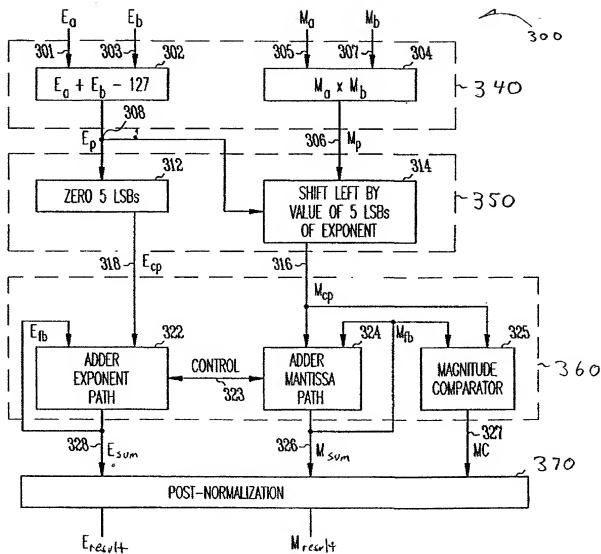 Ea Eb Ma Mb
300
301 303 302 305 307 304
Ea + Eb − 127 Ma x Mb
340
308
Ep 306 Mp
312 314
ZERO 5 LSBs SHIFT LEFT BY
VALUE OF 5 LSBs
OF EXPONENT
350
318 Ecp 316
Mcp
Efb 322 324 Mfb 325
ADDER
EXPONENT
PATH
CONTROL
323
ADDER
MANTISSA
PATH
MAGNITUDE
COMPARATOR
360
328 Esum 326 Msum 327
MC
370
POST-NORMALIZATION
Eresult Mresult